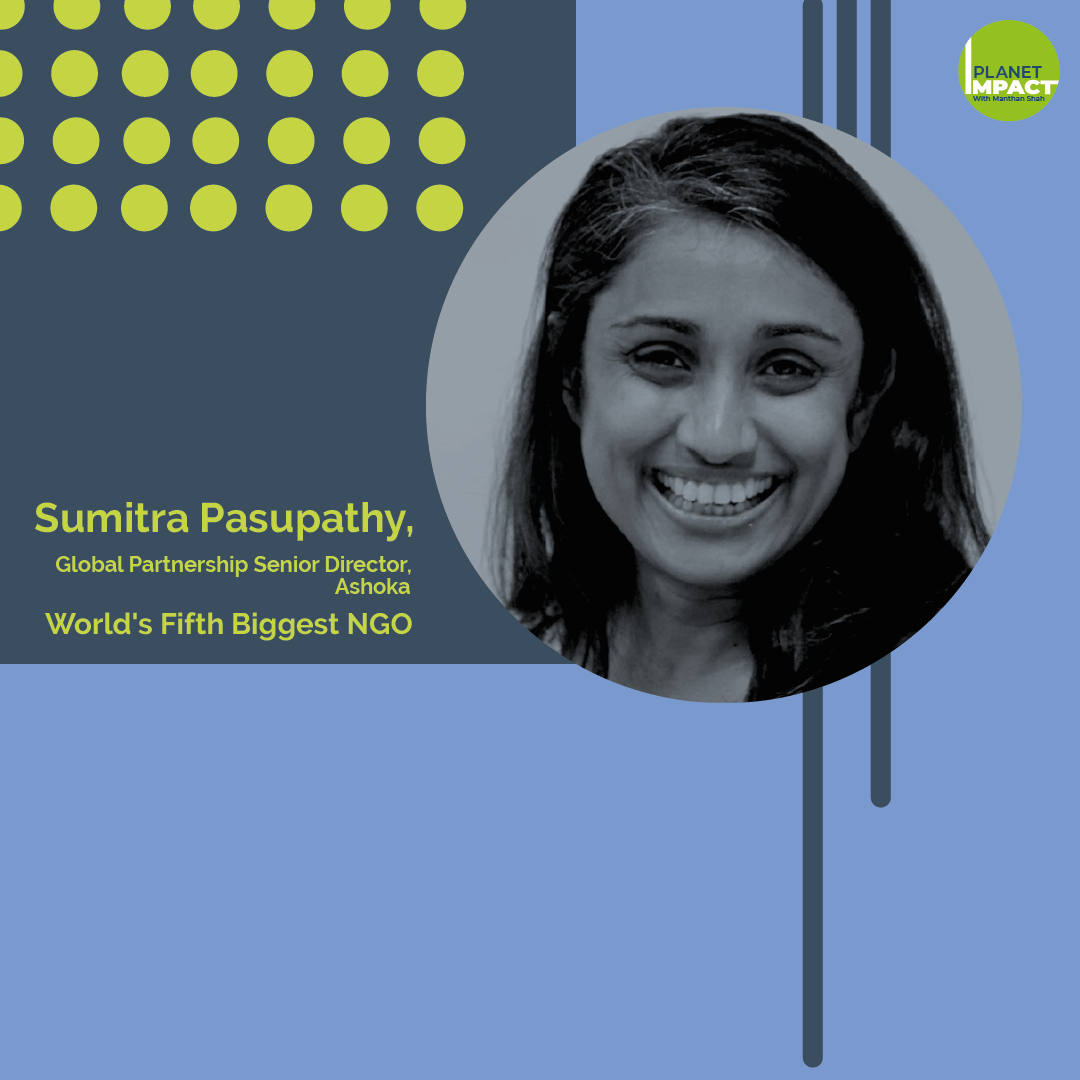 PLANET
IMPACT
With Manthan Shah
Sumitra Pasupathy,
Global Partnership Senior Director,
Ashoka
World's Fifth Biggest NGO